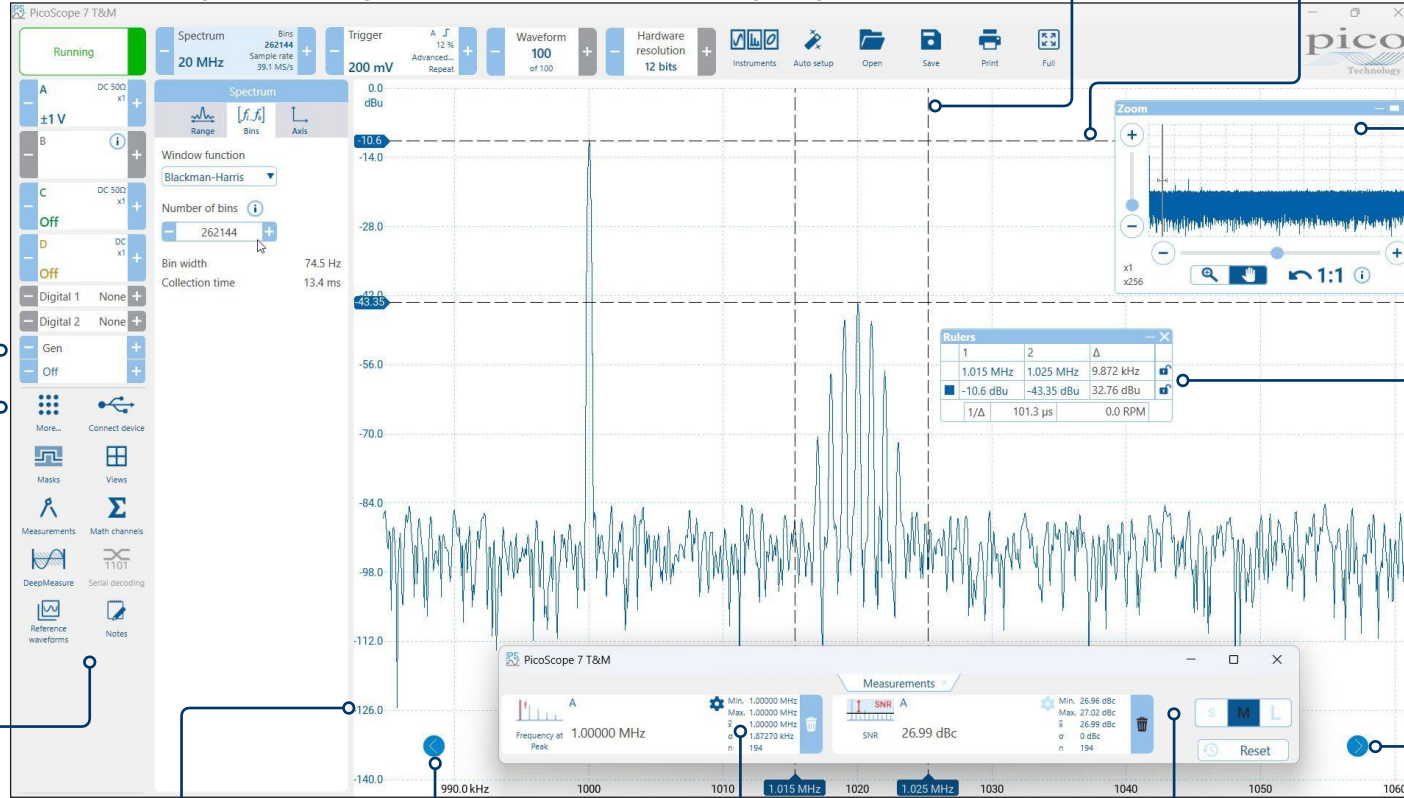 PicoScope 7 T&M
Running
Spectrum
20 MHz
Bins
262144
Sample rate
39.1 MS/s
Trigger
200 mV
A
12 %
Advanced...
Repeat
Waveform
100
of 100
Hardware
resolution
12 bits
Instruments
Auto setup
Open
Save
Print
Full
pico
Technology
A
DC 50Ω
x1
±1 V
B
C
DC 50Ω
x1
Off
D
DC
x1
Off
Digital 1 None
Digital 2 None
Gen
Off
More...
Connect device
Masks
Views
Measurements
Math channels
DeepMeasure
1101
Serial decoding
Reference
waveforms
Notes
Spectrum
Range
Bins
Axis
Window function
Blackman-Harris
Number of bins
262144
Bin width 74.5 Hz
Collection time 13.4 ms
0.0
dBu
-10.6
-14.0
-28.0
-42.0
-43.35
-56.0
-70.0
-84.0
-98.0
-112.0
-126.0
-140.0
990.0 kHz
1000
1010
1.015 MHz
1020
1.025 MHz
1030
1040
1050
1060
Zoom
x1
x256
1:1
Rulers
1 2 Δ
1.015 MHz 1.025 MHz 9.872 kHz
-10.6 dBu -43.35 dBu 32.76 dBu
1/Δ 101.3 µs 0.0 RPM
PicoScope 7 T&M
Measurements
A
Frequency at
Peak
1.00000 MHz
Min. 1.00000 MHz
Max. 1.00000 MHz
x̄ 1.00000 MHz
σ 1.87270 kHz
n 194
SNR
A
SNR
26.99 dBc
Min. 26.96 dBc
Max. 27.02 dBc
x̄ 26.99 dBc
σ 0 dBc
n 194
S M L
Reset